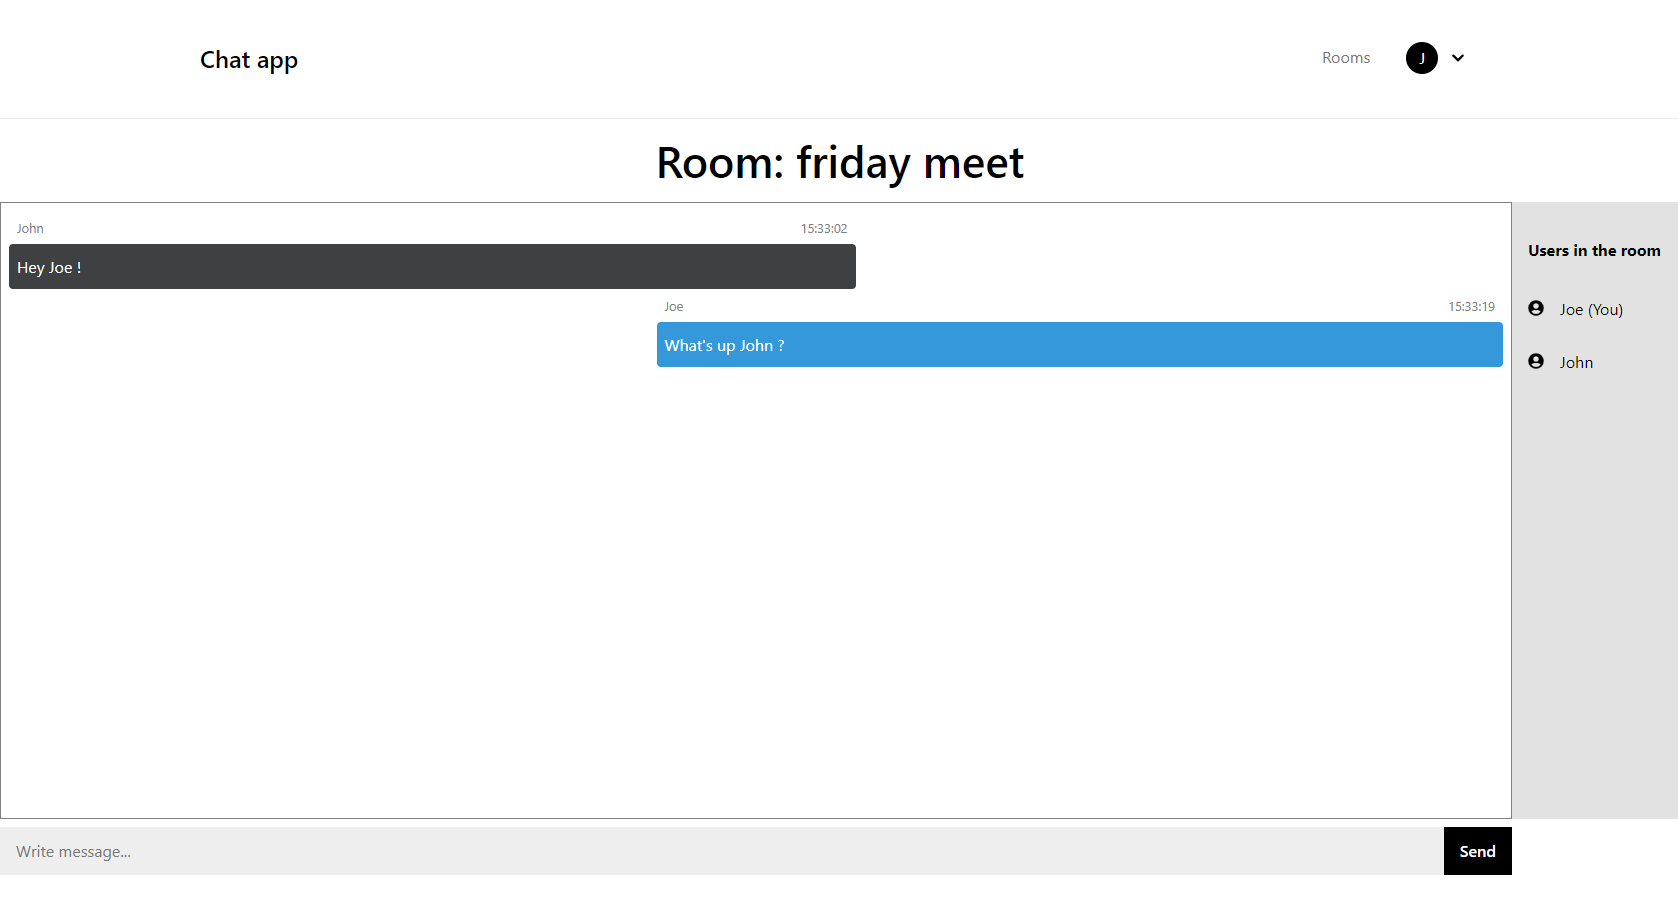 Chat app
Rooms
J
Room: friday meet
John 15:33:02
Hey Joe !
Joe 15:33:19
What's up John ?
Users in the room
Joe (You)
John
Write message...
Send